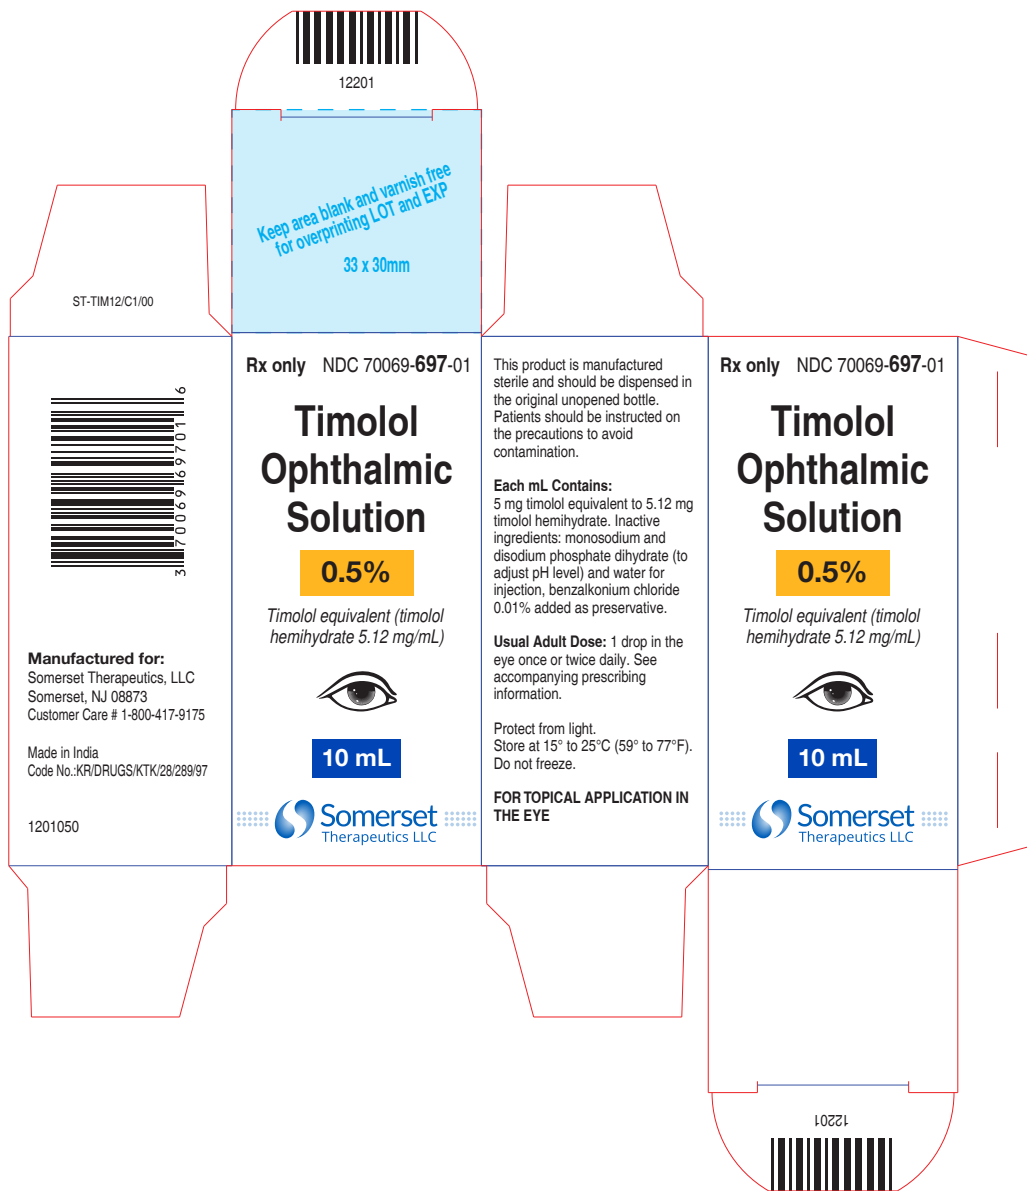 12201
Keep area blank and varnish free
for overprinting LOT and EXP
33 x 30mm
ST-TIM12/C1/00
3 70069 69701 6
Manufactured for:
Somerset Therapeutics, LLC
Somerset, NJ 08873
Customer Care # 1-800-417-9175
Made in India
Code No.:KR/DRUGS/KTK/28/289/97
1201050
Rx only NDC 70069-697-01
Timolol
Ophthalmic
Solution
0.5%
Timolol equivalent (timolol
hemihydrate 5.12 mg/mL)
10 mL
Somerset
Therapeutics LLC
This product is manufactured
sterile and should be dispensed in
the original unopened bottle.
Patients should be instructed on
the precautions to avoid
contamination.
Each mL Contains:
5 mg timolol equivalent to 5.12 mg
timolol hemihydrate. Inactive
ingredients: monosodium and
disodium phosphate dihydrate (to
adjust pH level) and water for
injection, benzalkonium chloride
0.01% added as preservative.
Usual Adult Dose: 1 drop in the
eye once or twice daily. See
accompanying prescribing
information.
Protect from light.
Store at 15° to 25°C (59° to 77°F).
Do not freeze.
FOR TOPICAL APPLICATION IN
THE EYE
Rx only NDC 70069-697-01
Timolol
Ophthalmic
Solution
0.5%
Timolol equivalent (timolol
hemihydrate 5.12 mg/mL)
10 mL
Somerset
Therapeutics LLC
12201